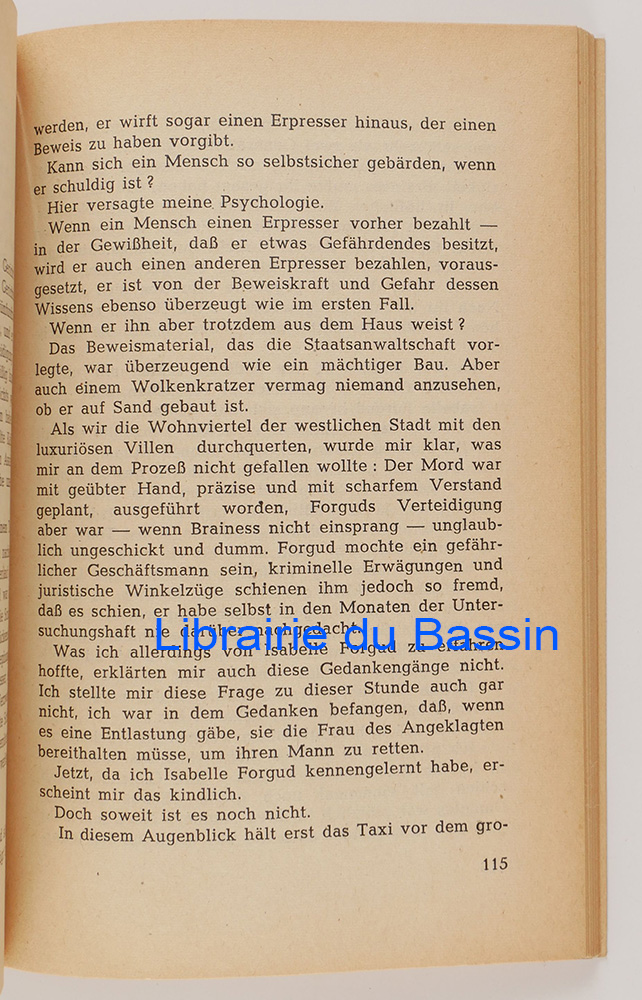 werden, er wirft sogar einen Erpresser hinaus, der einen
Beweis zu haben vorgibt.
Kann sich ein Mensch so selbstsicher gebärden, wenn
er schuldig ist ?
Hier versagte meine Psychologie.
Wenn ein Mensch einen Erpresser vorher bezahlt —
in der Gewißheit, daß er etwas Gefährdendes besitzt,
wird er auch einen anderen Erpresser bezahlen, voraus-
gesetzt, er ist von der Beweiskraft und Gefahr dessen
Wissens ebenso überzeugt wie im ersten Fall.
Wenn er ihn aber trotzdem aus dem Haus weist ?
Das Beweismaterial, das die Staatsanwaltschaft vor-
legte, war überzeugend wie ein mächtiger Bau. Aber
auch einem Wolkenkratzer vermag niemand anzusehen,
ob er auf Sand gebaut ist.
Als wir die Wohnviertel der westlichen Stadt mit den
luxuriösen Villen durchquerten, wurde mir klar, was
mir an dem Prozeß nicht gefallen wollte : Der Mord war
mit geübter Hand, präzise und mit scharfem Verstand
geplant, ausgeführt worden, Forguds Verteidigung
aber war — wenn Brainess nicht einsprang — unglaub-
lich ungeschickt und dumm. Forgud mochte ein gefähr-
licher Geschäftsmann sein, kriminelle Erwägungen und
juristische Winkelzüge schienen ihm jedoch so fremd,
daß es schien, er habe selbst in den Monaten der Unter-
suchungshaft nie darüber nachgedacht.
Librairie du Bassin
Was ich allerdings von Isabelle Forgud zu erfahren
hoffte, erklärten mir auch diese Gedankengänge nicht.
Ich stellte mir diese Frage zu dieser Stunde auch gar
nicht, ich war in dem Gedanken befangen, daß, wenn
es eine Entlastung gäbe, sie die Frau des Angeklagten
bereithalten müsse, um ihren Mann zu retten.
Jetzt, da ich Isabelle Forgud kennengelernt habe, er-
scheint mir das kindlich.
Doch soweit ist es noch nicht.
In diesem Augenblick hält erst das Taxi vor dem gro-
115